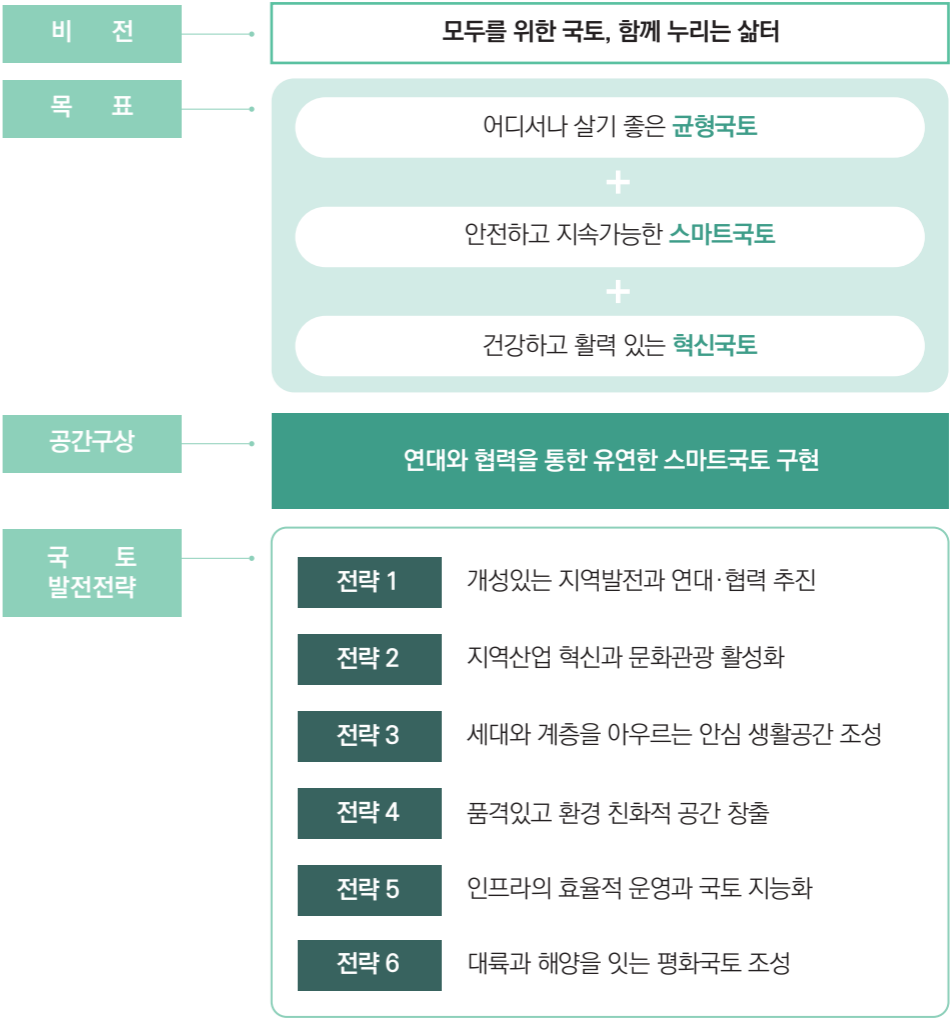 비 전
모두를 위한 국토, 함께 누리는 삶터
목 표
어디서나 살기 좋은 균형국토
+
안전하고 지속가능한 스마트국토
+
건강하고 활력 있는 혁신국토
공간구상
연대와 협력을 통한 유연한 스마트국토 구현
국 토
발전전략
전략 1 개성있는 지역발전과 연대·협력 추진
전략 2 지역산업 혁신과 문화관광 활성화
전략 3 세대와 계층을 아우르는 안심 생활공간 조성
전략 4 품격있고 환경 친화적 공간 창출
전략 5 인프라의 효율적 운영과 국토 지능화
전략 6 대륙과 해양을 잇는 평화국토 조성